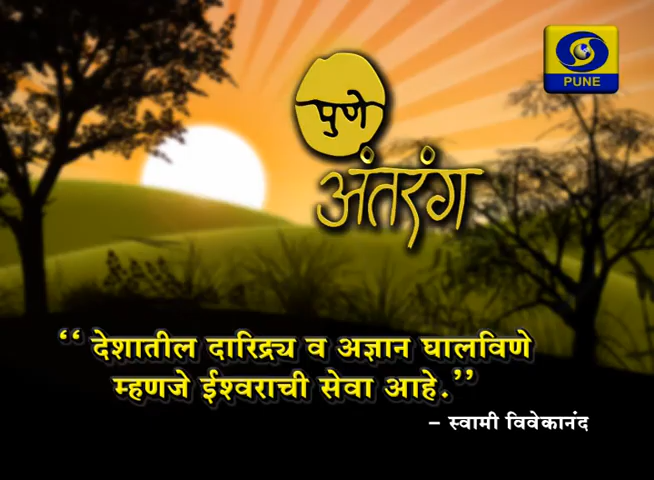 PUNE
पुणे
अंतरंग
“ देशातील दारिद्र्य व अज्ञान घालविणे
म्हणजे ईश्वराची सेवा आहे.”
– स्वामी विवेकानंद